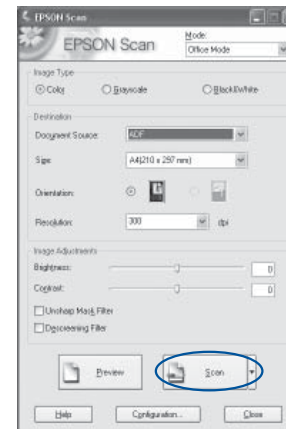 EPSON Scan
EPSON Scan
Mode:
Office Mode
Image Type
Color Grayscale Black&White
Destination
Document Source: ADF
Size: A4(210 x 297 mm)
Orientation:
Resolution: 300 dpi
Image Adjustments
Brightness: 0
Contrast: 0
Unsharp Mask Filter
Descreening Filter
Preview Scan
Help Configuration... Close